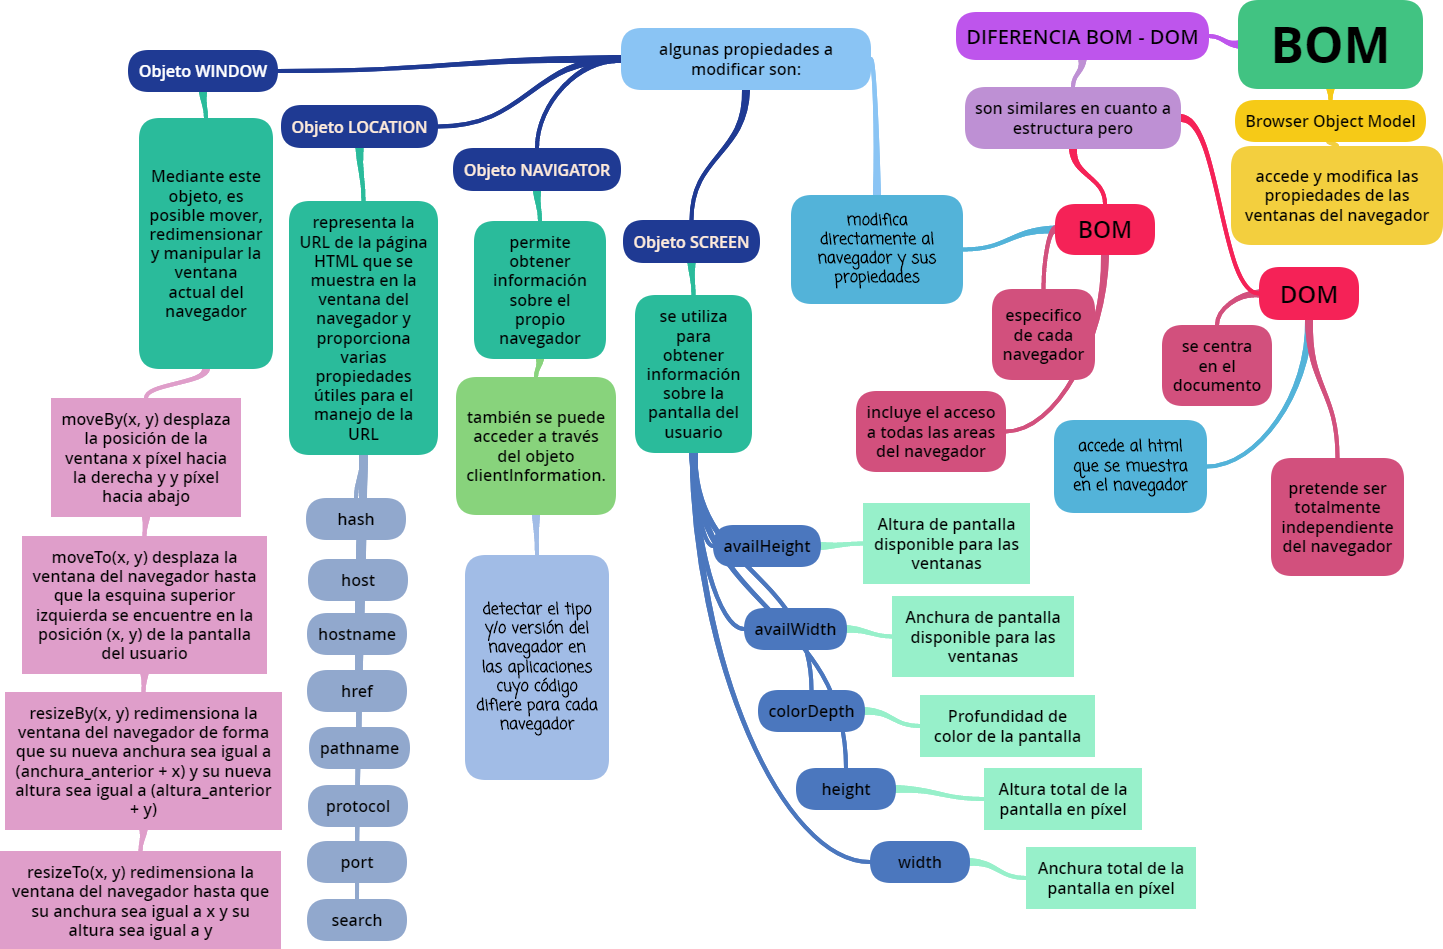 BOM
Browser Object Model
accede y modifica las
propiedades de las
ventanas del navegador
DIFERENCIA BOM - DOM
son similares en cuanto a
estructura pero
BOM
especifico
de cada
navegador
incluye el acceso
a todas las areas
del navegador
modifica
directamente al
navegador y sus
propiedades
DOM
se centra
en el
documento
accede al html
que se muestra
en el navegador
pretende ser
totalmente
independiente
del navegador
algunas propiedades a
modificar son:
Objeto WINDOW
Mediante este
objeto, es
posible mover,
redimensionar
y manipular la
ventana
actual del
navegador
moveBy(x, y) desplaza
la posición de la
ventana x píxel hacia
la derecha y y píxel
hacia abajo
moveTo(x, y) desplaza la
ventana del navegador hasta
que la esquina superior
izquierda se encuentre en la
posición (x, y) de la pantalla
del usuario
resizeBy(x, y) redimensiona la
ventana del navegador de forma
que su nueva anchura sea igual a
(anchura_anterior + x) y su nueva
altura sea igual a (altura_anterior
+ y)
resizeTo(x, y) redimensiona la
ventana del navegador hasta que
su anchura sea igual a x y su
altura sea igual a y
Objeto LOCATION
representa la
URL de la página
HTML que se
muestra en la
ventana del
navegador y
proporciona
varias
propiedades
útiles para el
manejo de la
URL
hash
host
hostname
href
pathname
protocol
port
search
Objeto NAVIGATOR
permite
obtener
información
sobre el
propio
navegador
también se puede
acceder a través
del objeto
clientInformation.
detectar el tipo
y/o versión del
navegador en
las aplicaciones
cuyo código
difiere para cada
navegador
Objeto SCREEN
se utiliza
para
obtener
información
sobre la
pantalla del
usuario
availHeight
Altura de pantalla
disponible para las
ventanas
availWidth
Anchura de pantalla
disponible para las
ventanas
colorDepth
Profundidad de
color de la pantalla
height
Altura total de la
pantalla en píxel
width
Anchura total de la
pantalla en píxel